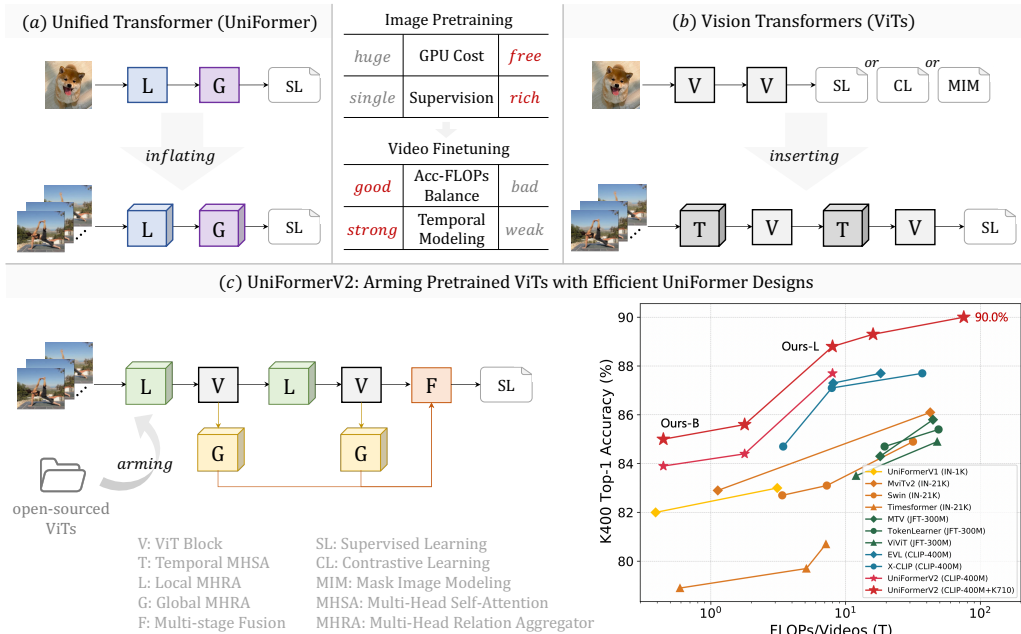 (a) Unified Transformer (UniFormer)
L
G
SL
inflating
L
G
SL
Image Pretraining
huge GPU Cost free
single Supervision rich
Video Finetuning
good Acc-FLOPs Balance bad
strong Temporal Modeling weak
(b) Vision Transformers (ViTs)
V
V
SL
or
CL
or
MIM
inserting
T
V
T
V
SL
(c) UniFormerV2: Arming Pretrained ViTs with Efficient UniFormer Designs
L
V
L
V
F
SL
G
G
arming
open-sourced
ViTs
V: ViT Block
T: Temporal MHSA
L: Local MHRA
G: Global MHRA
F: Multi-stage Fusion
SL: Supervised Learning
CL: Contrastive Learning
MIM: Mask Image Modeling
MHSA: Multi-Head Self-Attention
MHRA: Multi-Head Relation Aggregator
K400 Top-1 Accuracy (%)
90
88
86
84
82
80
90.0%
Ours-L
Ours-B
UniFormerV1 (IN-1K)
MviTv2 (IN-21K)
Swin (IN-21K)
Timesformer (IN-21K)
MTV (JFT-300M)
TokenLearner (JFT-300M)
ViViT (JFT-300M)
EVL (CLIP-400M)
X-CLIP (CLIP-400M)
UniFormerV2 (CLIP-400M)
UniFormerV2 (CLIP-400M+K710)
10⁰
10¹
10²
FLOPs/Videos (T)